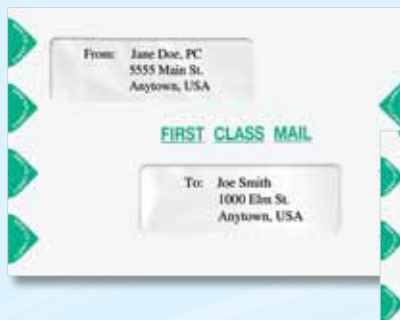 From: Jane Doe, PC
5555 Main St.
Anytown, USA
FIRST CLASS MAIL
To: Joe Smith
1000 Elm St.
Anytown, USA